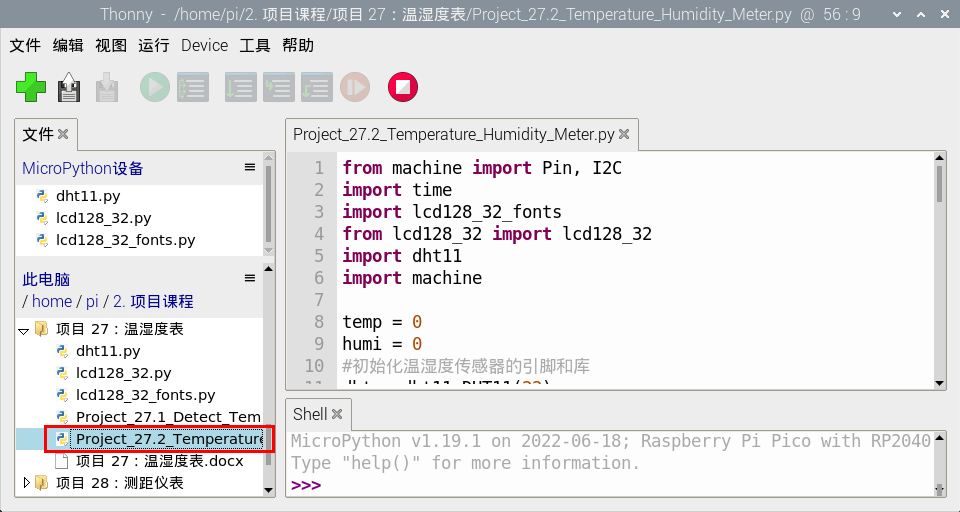 Thonny - /home/pi/2. 项目课程/项目 27：温湿度表/Project_27.2_Temperature_Humidity_Meter.py @ 56 : 9
文件 编辑 视图 运行 Device 工具 帮助
文件
MicroPython设备
dht11.py
lcd128_32.py
lcd128_32_fonts.py
此电脑
/ home / pi / 2. 项目课程
项目 27：温湿度表
dht11.py
lcd128_32.py
lcd128_32_fonts.py
Project_27.1_Detect_Tem
Project_27.2_Temperature
项目 27：温湿度表.docx
项目 28：测距仪表
Project_27.2_Temperature_Humidity_Meter.py
1 from machine import Pin, I2C
2 import time
3 import lcd128_32_fonts
4 from lcd128_32 import lcd128_32
5 import dht11
6 import machine
7
8 temp = 0
9 humi = 0
10 #初始化温湿度传感器的引脚和库
Shell
MicroPython v1.19.1 on 2022-06-18; Raspberry Pi Pico with RP2040
Type "help()" for more information.
>>>